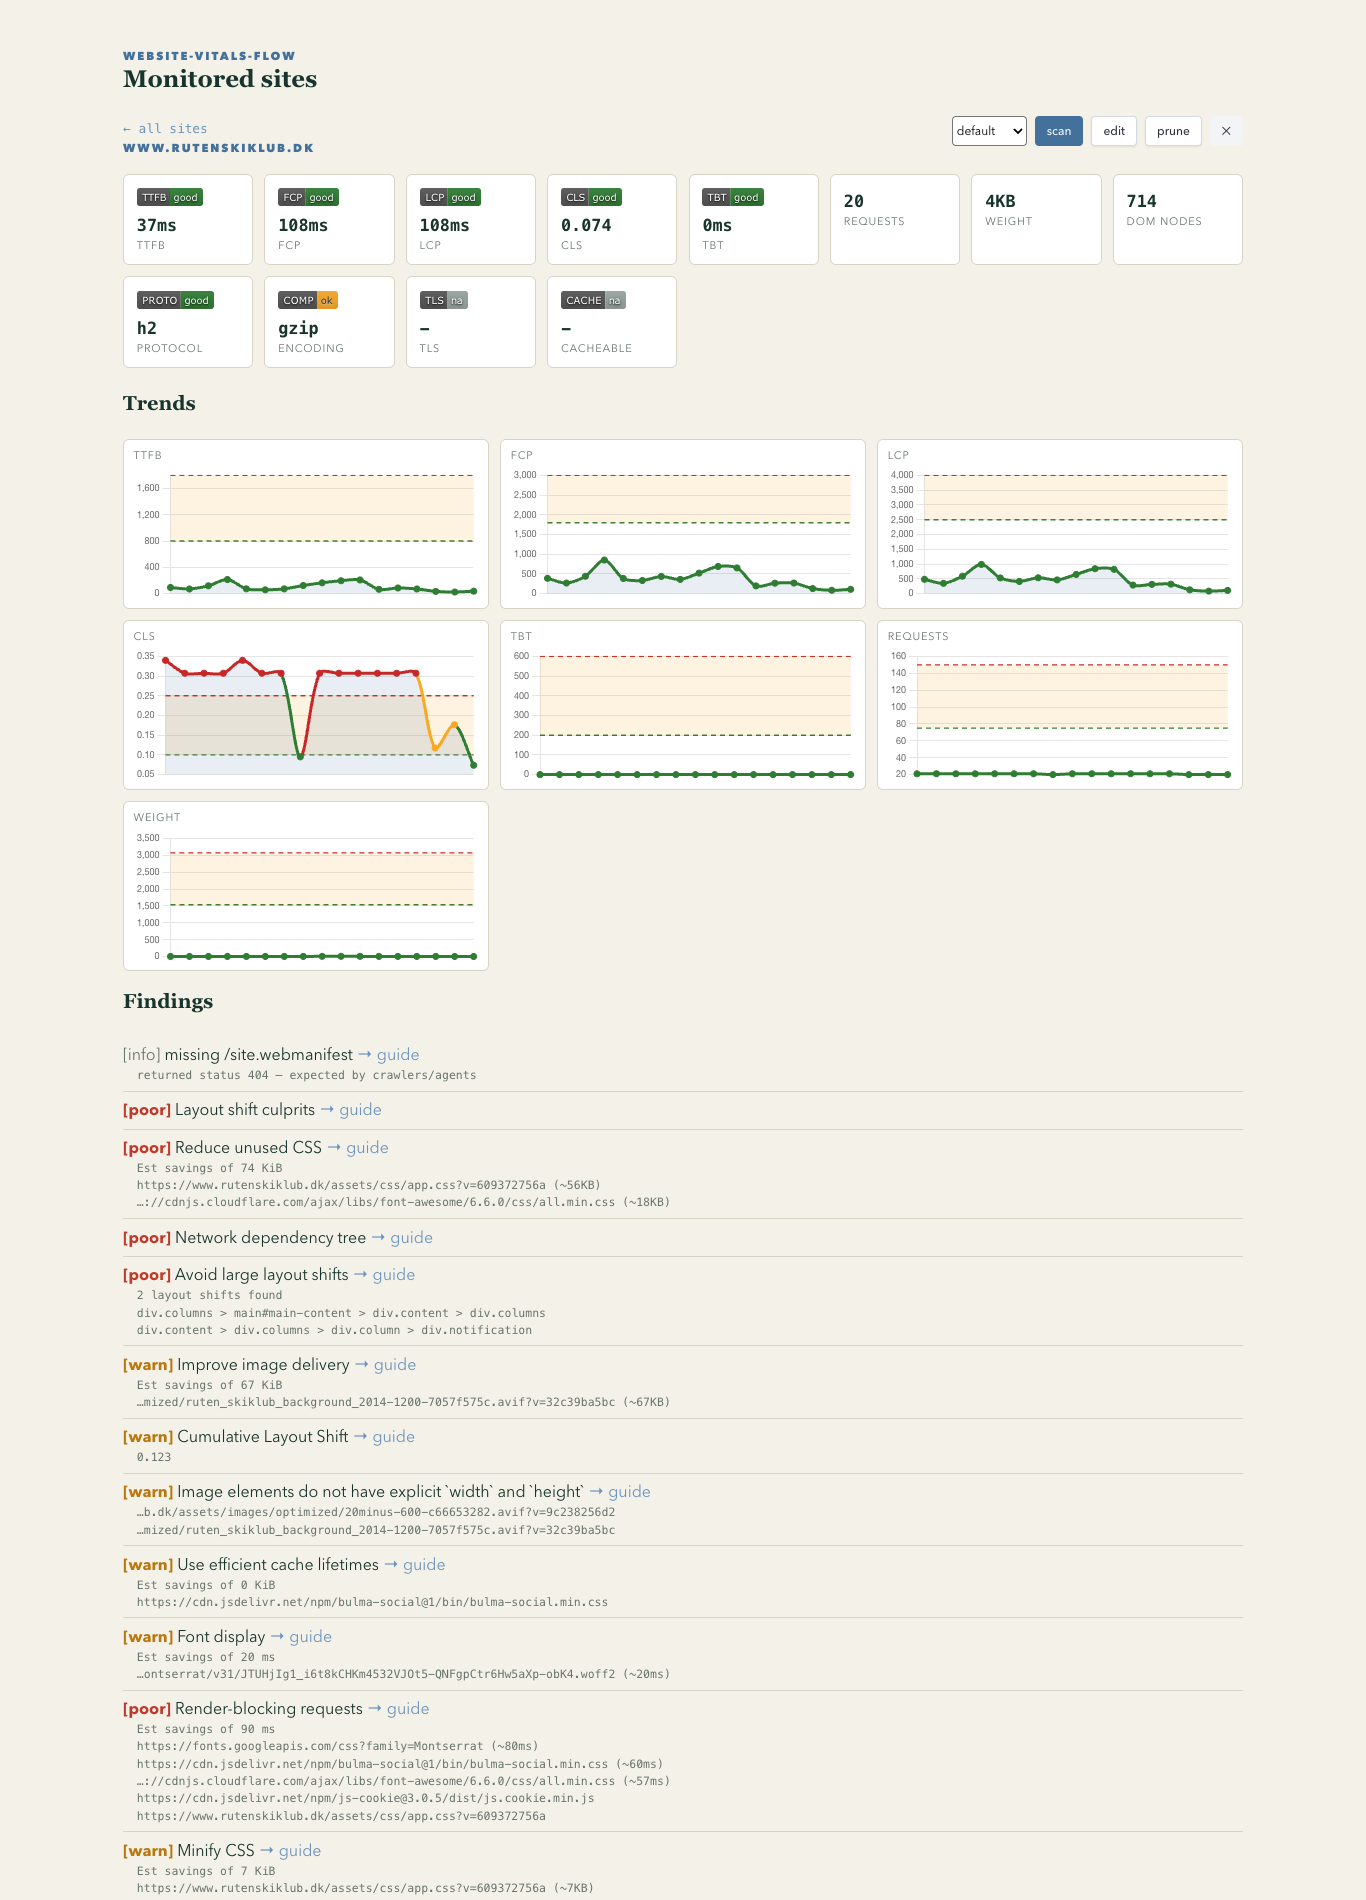 WEBSITE-VITALS-FLOW
Monitored sites
← all sites
WWW.RUTENSKIKLUB.DK
default scan edit prune ×
TTFB good FCP good LCP good CLS good TBT good
37ms 108ms 108ms 0.074 0ms 20 4KB 714
TTFB FCP LCP CLS TBT REQUESTS WEIGHT DOM NODES
PROTO good COMP ok TLS na CACHE na
h2 gzip – –
PROTOCOL ENCODING TLS CACHEABLE
Trends
TTFB
1,600
1,200
800
400
0
FCP
3,000
2,500
2,000
1,500
1,000
500
0
LCP
4,000
3,500
3,000
2,500
2,000
1,500
1,000
500
0
CLS
0.35
0.30
0.25
0.20
0.15
0.10
0.05
TBT
600
500
400
300
200
100
0
REQUESTS
160
140
120
100
80
60
40
20
WEIGHT
3,500
3,000
2,500
2,000
1,500
1,000
500
0
Findings
[info] missing /site.webmanifest → guide
returned status 404 — expected by crawlers/agents
[poor] Layout shift culprits → guide
[poor] Reduce unused CSS → guide
Est savings of 74 KiB
https://www.rutenskiklub.dk/assets/css/app.css?v=609372756a (~56KB)
…://cdnjs.cloudflare.com/ajax/libs/font-awesome/6.6.0/css/all.min.css (~18KB)
[poor] Network dependency tree → guide
[poor] Avoid large layout shifts → guide
2 layout shifts found
div.columns > main#main-content > div.content > div.columns
div.content > div.columns > div.column > div.notification
[warn] Improve image delivery → guide
Est savings of 67 KiB
…mized/ruten_skiklub_background_2014-1200-7057f575c.avif?v=32c39ba5bc (~67KB)
[warn] Cumulative Layout Shift → guide
0.123
[warn] Image elements do not have explicit `width` and `height` → guide
…b.dk/assets/images/optimized/20minus-600-c66653282.avif?v=9c238256d2
…mized/ruten_skiklub_background_2014-1200-7057f575c.avif?v=32c39ba5bc
[warn] Use efficient cache lifetimes → guide
Est savings of 0 KiB
https://cdn.jsdelivr.net/npm/bulma-social@1/bin/bulma-social.min.css
[warn] Font display → guide
Est savings of 20 ms
…ontserrat/v31/JTUHjIg1_i6t8kCHKm4532VJOt5-QNFgpCtr6Hw5aXp-obK4.woff2 (~20ms)
[poor] Render-blocking requests → guide
Est savings of 90 ms
https://fonts.googleapis.com/css?family=Montserrat (~80ms)
https://cdn.jsdelivr.net/npm/bulma-social@1/bin/bulma-social.min.css (~60ms)
…://cdnjs.cloudflare.com/ajax/libs/font-awesome/6.6.0/css/all.min.css (~57ms)
https://cdn.jsdelivr.net/npm/js-cookie@3.0.5/dist/js.cookie.min.js
https://www.rutenskiklub.dk/assets/css/app.css?v=609372756a
[warn] Minify CSS → guide
Est savings of 7 KiB
https://www.rutenskiklub.dk/assets/css/app.css?v=609372756a (~7KB)